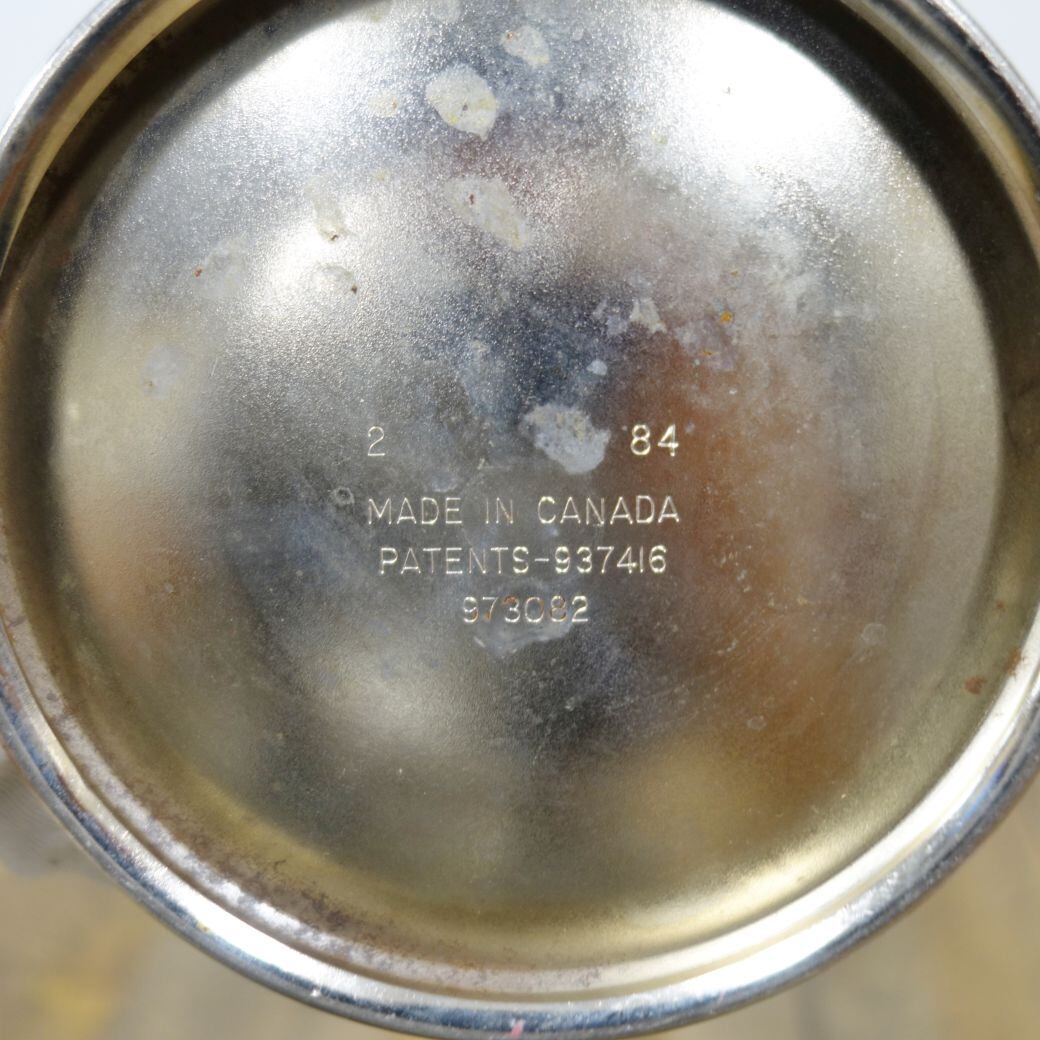 2 84
MADE IN CANADA
PATENTS-937416
973082